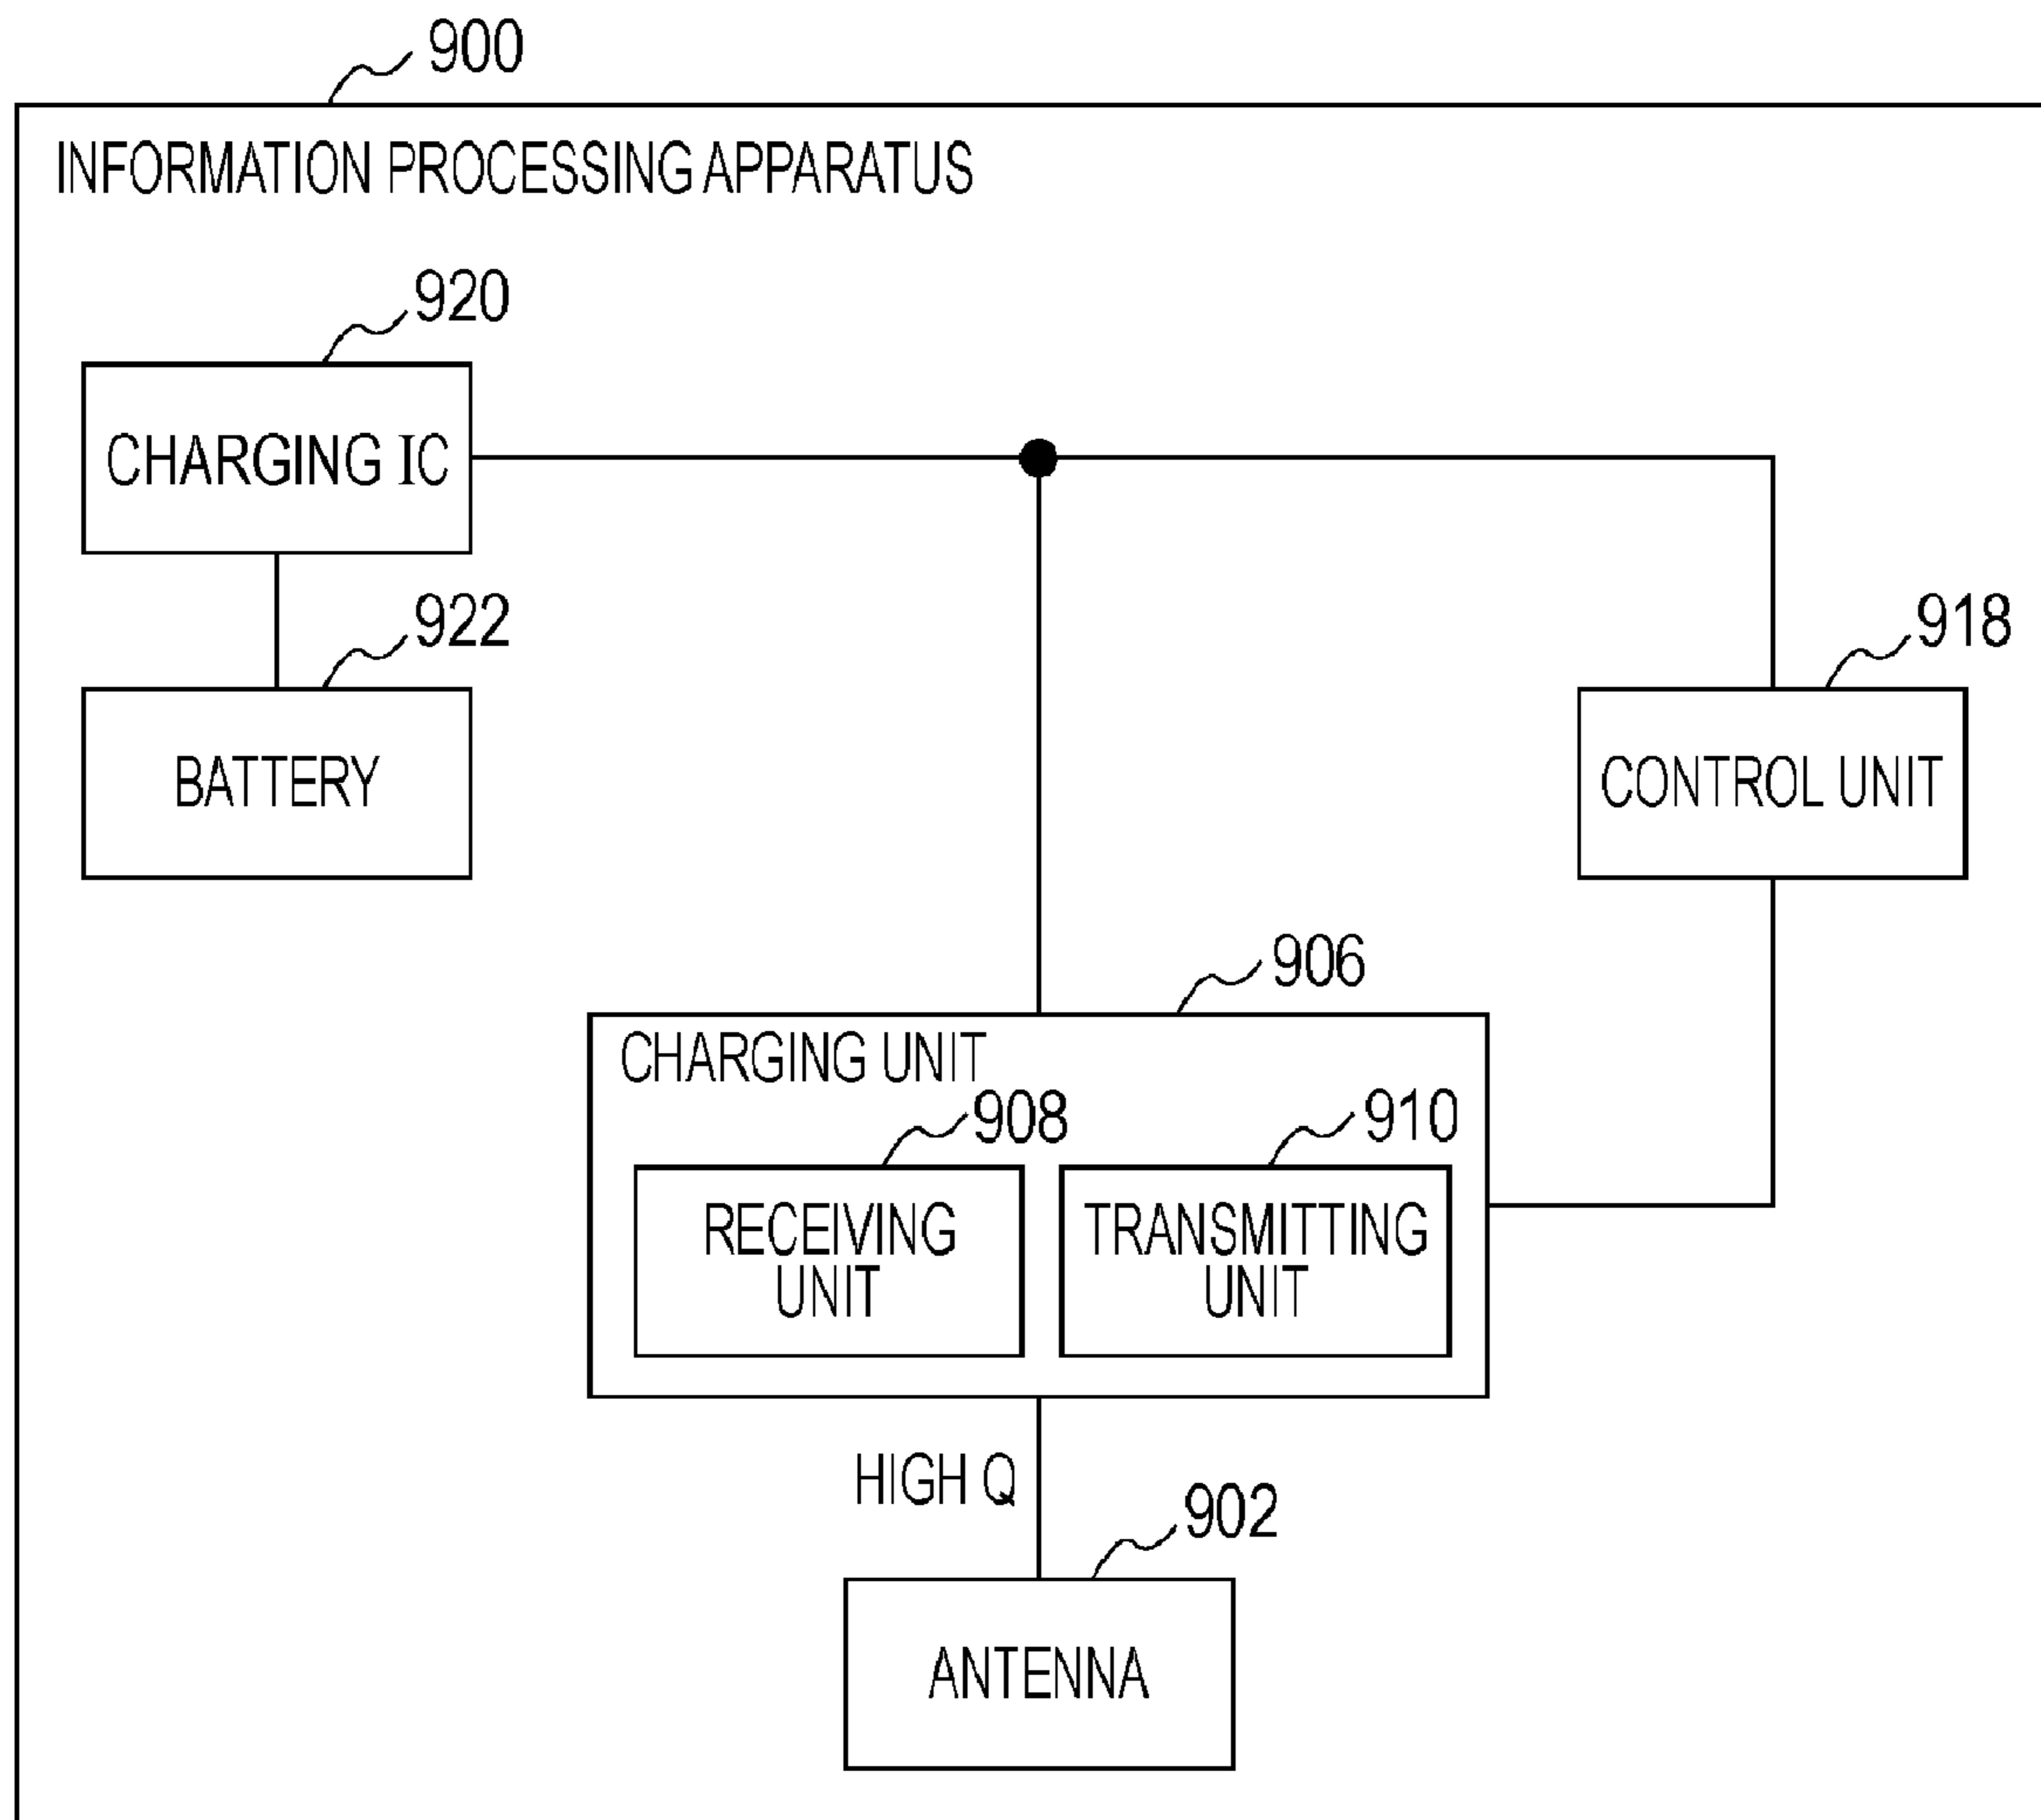 900
INFORMATION PROCESSING APPARATUS
920
CHARGING IC
922
BATTERY
918
CONTROL UNIT
906
CHARGING UNIT
908
RECEIVING
UNIT
910
TRANSMITTING
UNIT
HIGH Q
902
ANTENNA